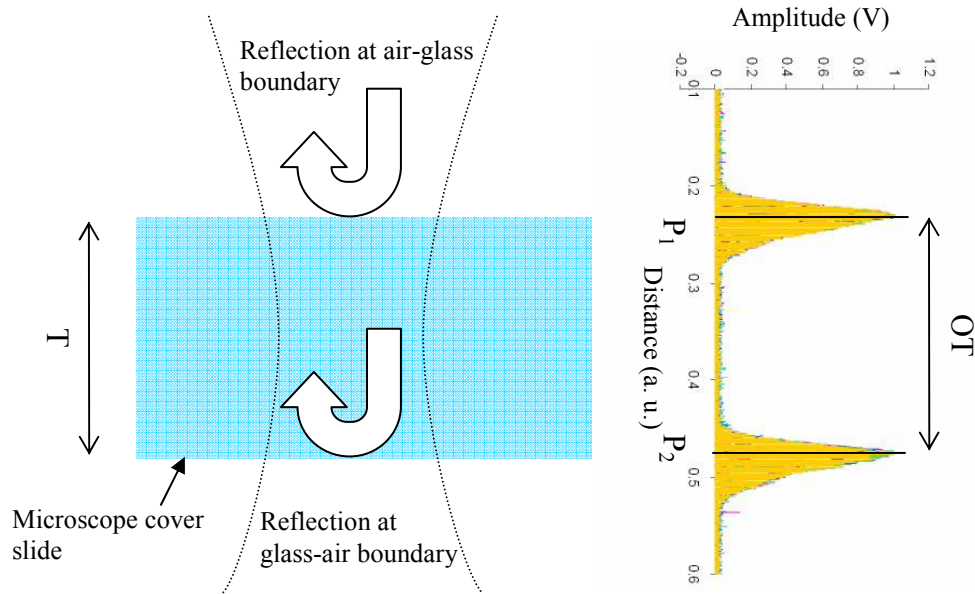 Reflection at air-glass
boundary
T
Microscope cover
slide
Reflection at
glass-air boundary
Amplitude (V)
-0.2 0 0.2 0.4 0.6 0.8 1 1.2
0.1
0.2
0.3
0.4
0.5
0.6
P1
P2
Distance (a. u.)
OT